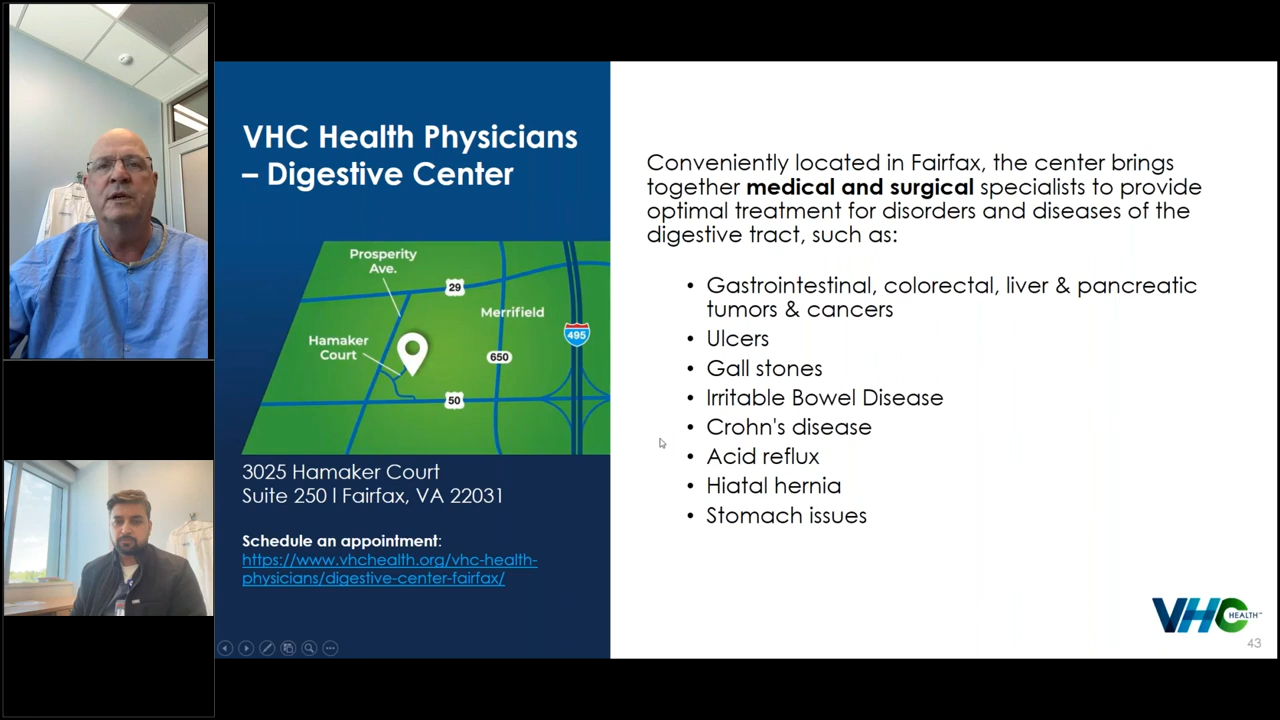 VHC Health Physicians
– Digestive Center
Prosperity
Ave.
29
Merrifield
495
Hamaker
Court
650
50
3025 Hamaker Court
Suite 250 | Fairfax, VA 22031
Schedule an appointment:
https://www.vhchealth.org/vhc-health-
physicians/digestive-center-fairfax/
Conveniently located in Fairfax, the center brings
together medical and surgical specialists to provide
optimal treatment for disorders and diseases of the
digestive tract, such as:
• Gastrointestinal, colorectal, liver & pancreatic
tumors & cancers
• Ulcers
• Gall stones
• Irritable Bowel Disease
• Crohn's disease
• Acid reflux
• Hiatal hernia
• Stomach issues
VHC HEALTH™
43